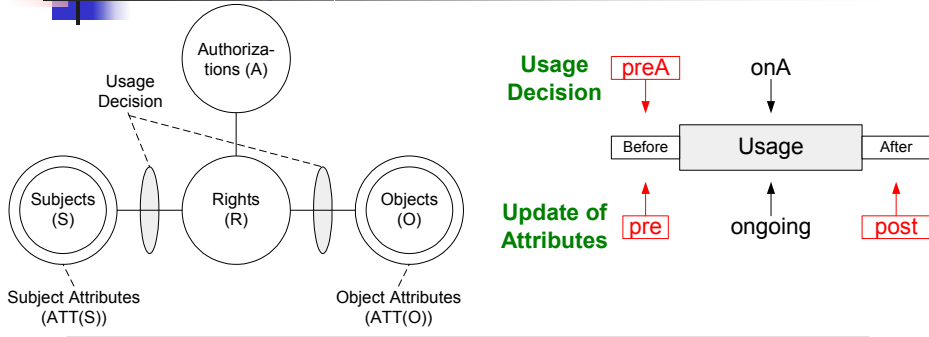 Authoriza-
tions (A)
Usage
Decision
Subjects
(S)
Rights
(R)
Objects
(O)
Subject Attributes
(ATT(S))
Object Attributes
(ATT(O))
Usage
Decision
preA
onA
Before
Usage
After
Update of
Attributes
pre
ongoing
post